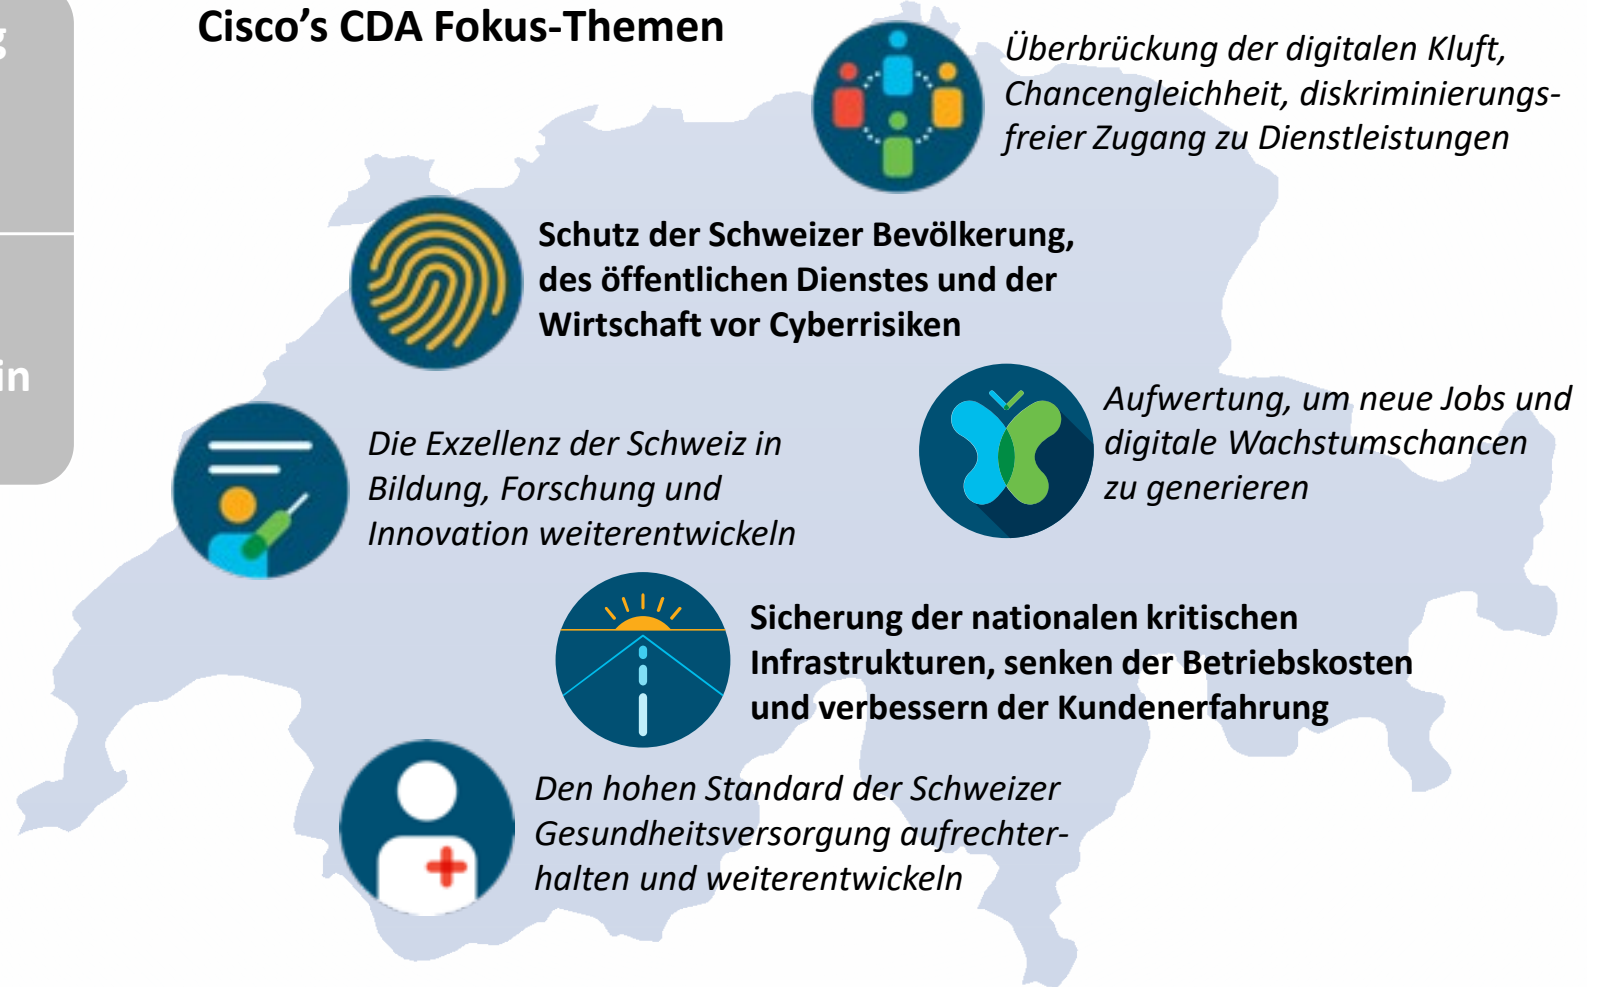 Cisco’s CDA Fokus-Themen
Überbrückung der digitalen Kluft,
Chancengleichheit, diskriminierungs-
freier Zugang zu Dienstleistungen
Schutz der Schweizer Bevölkerung,
des öffentlichen Dienstes und der
Wirtschaft vor Cyberrisiken
in
Aufwertung, um neue Jobs und
digitale Wachstumschancen
zu generieren
Die Exzellenz der Schweiz in
Bildung, Forschung und
Innovation weiterentwickeln
Sicherung der nationalen kritischen
Infrastrukturen, senken der Betriebskosten
und verbessern der Kundenerfahrung
Den hohen Standard der Schweizer
Gesundheitsversorgung aufrechter-
halten und weiterentwickeln